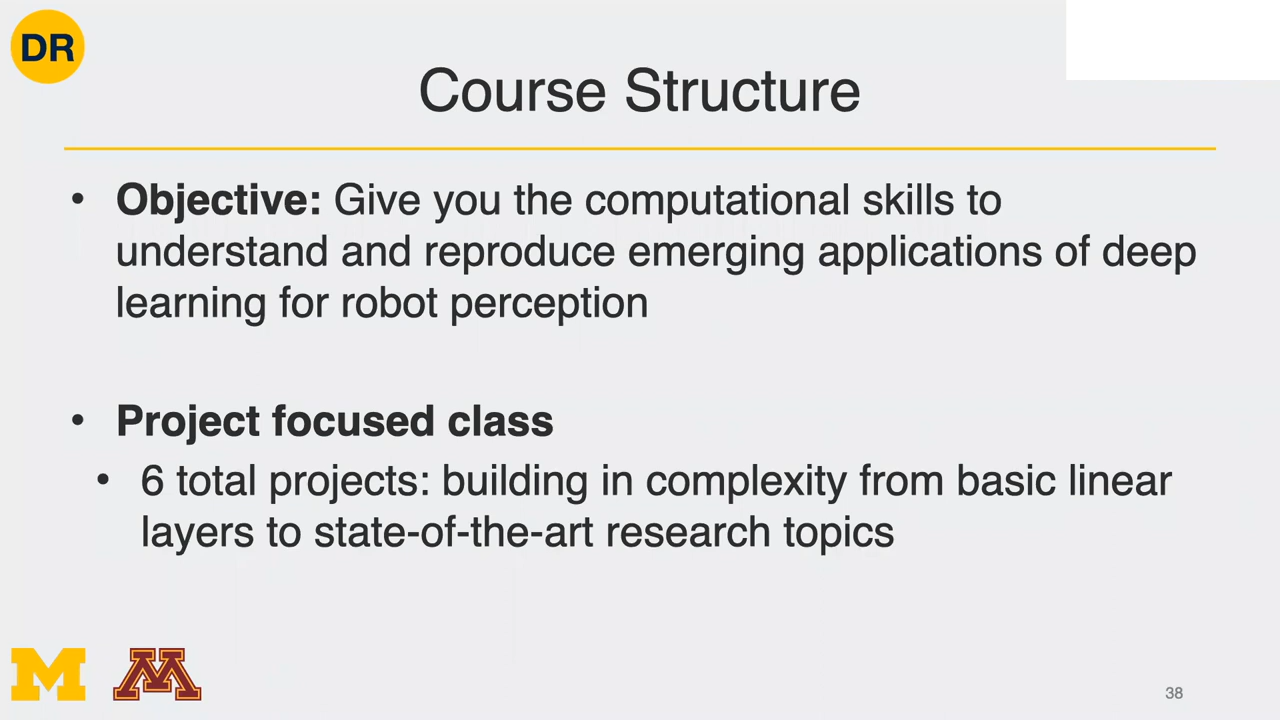 DR
Course Structure
• Objective: Give you the computational skills to
understand and reproduce emerging applications of deep
learning for robot perception
• Project focused class
• 6 total projects: building in complexity from basic linear
layers to state-of-the-art research topics
M M
38